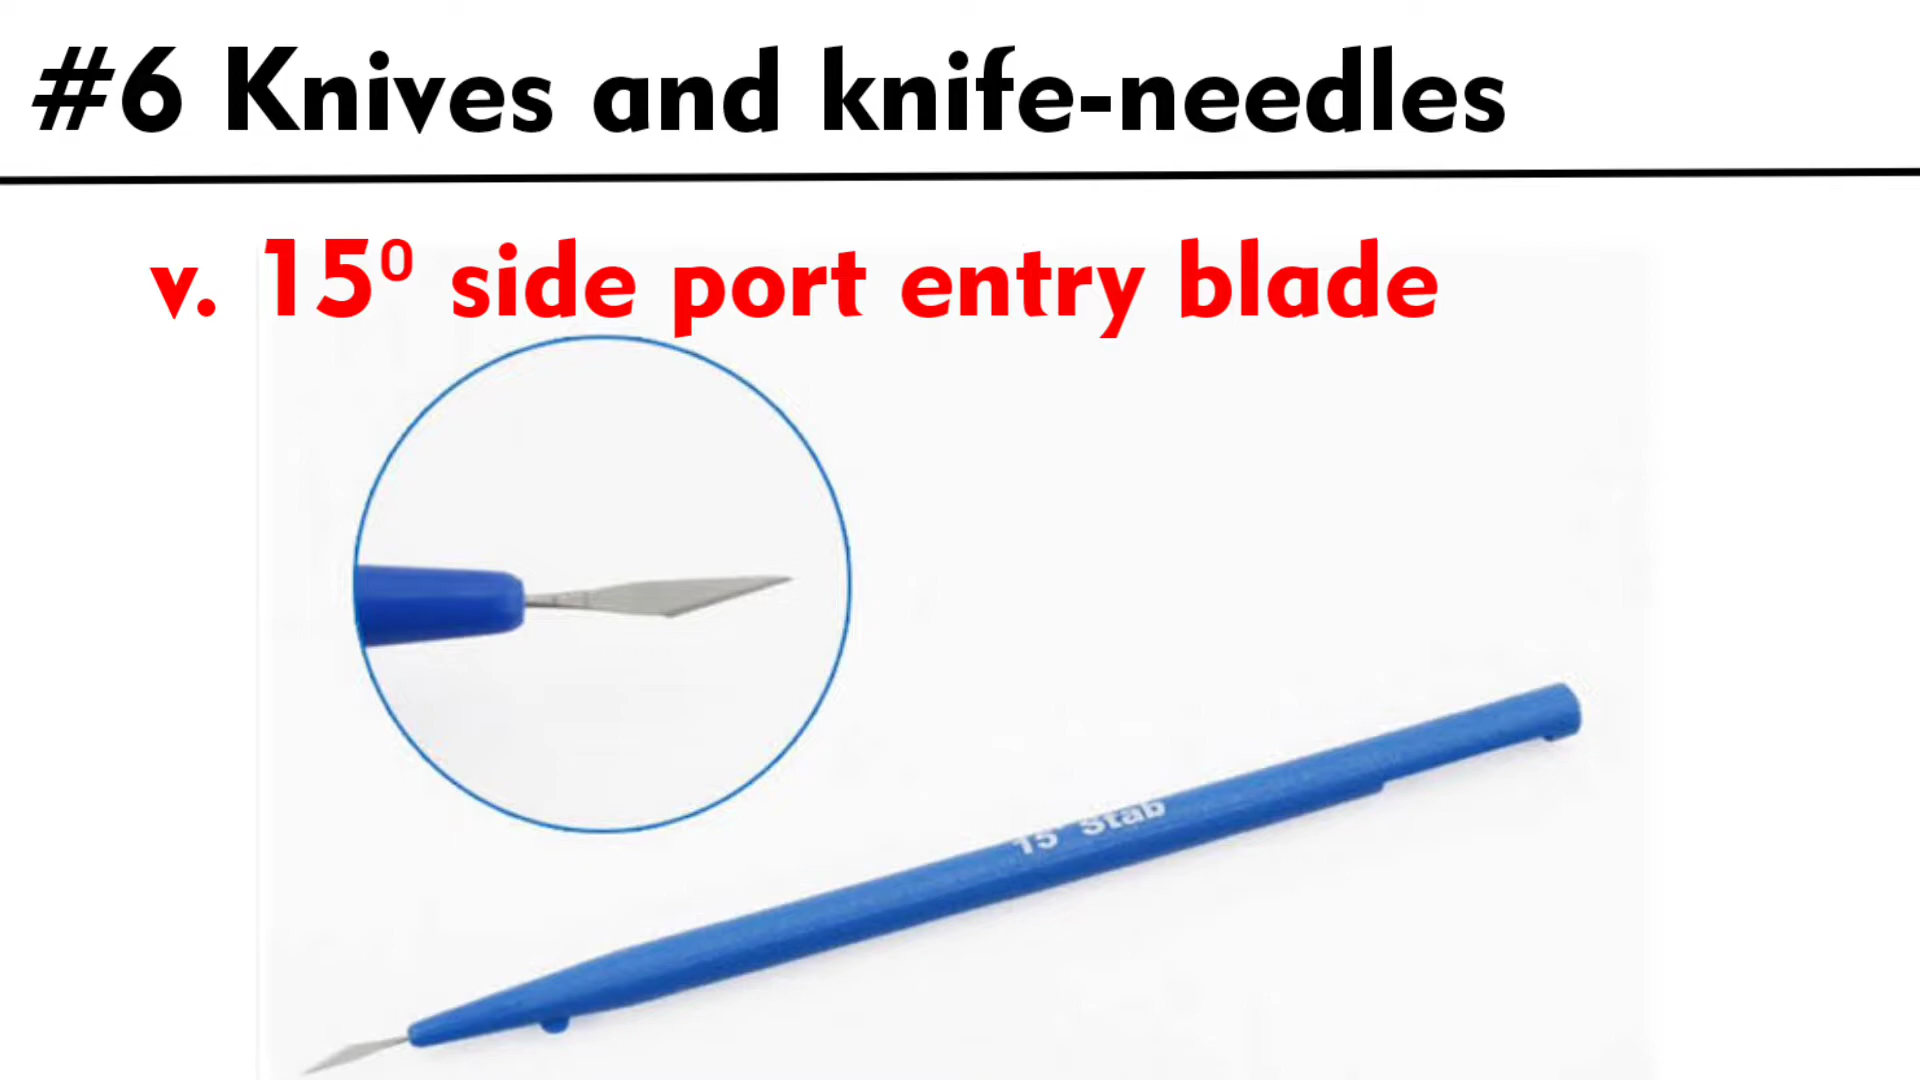 #6 Knives and knife-needles
v. 15⁰ side port entry blade
15° Stab